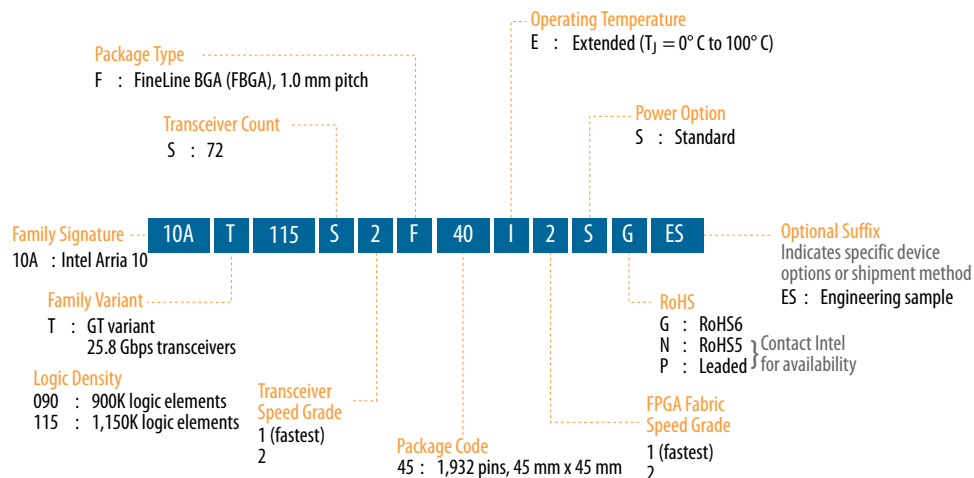 Operating Temperature
E : Extended (TJ = 0° C to 100° C)
Package Type
F : FineLine BGA (FBGA), 1.0 mm pitch
Transceiver Count
S : 72
Power Option
S : Standard
10A T 115 S 2 F 40 I 2 S G ES
Family Signature
10A : Intel Arria 10
Optional Suffix
Indicates specific device
options or shipment method
ES : Engineering sample
Family Variant
T : GT variant
25.8 Gbps transceivers
RoHS
G : RoHS6
N : RoHS5
P : Leaded
} Contact Intel
for availability
Logic Density
090 : 900K logic elements
115 : 1,150K logic elements
Transceiver
Speed Grade
1 (fastest)
2
Package Code
45 : 1,932 pins, 45 mm x 45 mm
FPGA Fabric
Speed Grade
1 (fastest)
2